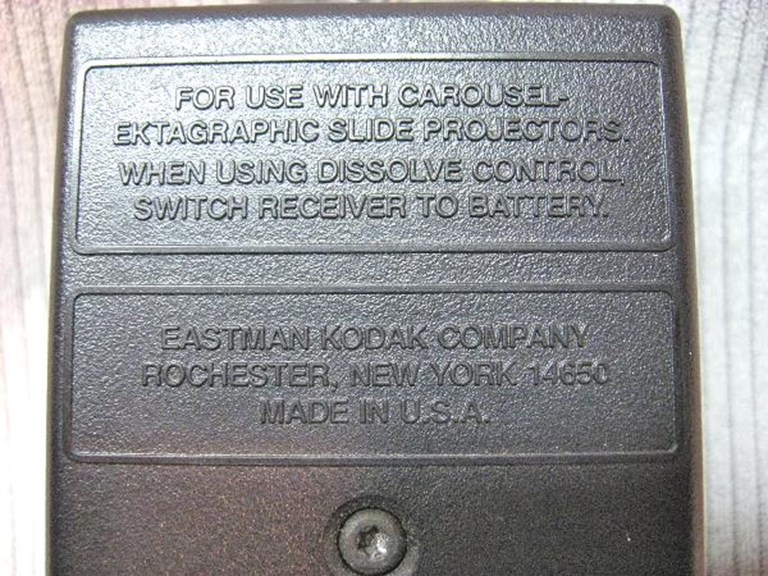 FOR USE WITH CAROUSEL-
EKTAGRAPHIC SLIDE PROJECTORS.
WHEN USING DISSOLVE CONTROL,
SWITCH RECEIVER TO BATTERY.
EASTMAN KODAK COMPANY
ROCHESTER, NEW YORK 14650
MADE IN U.S.A.